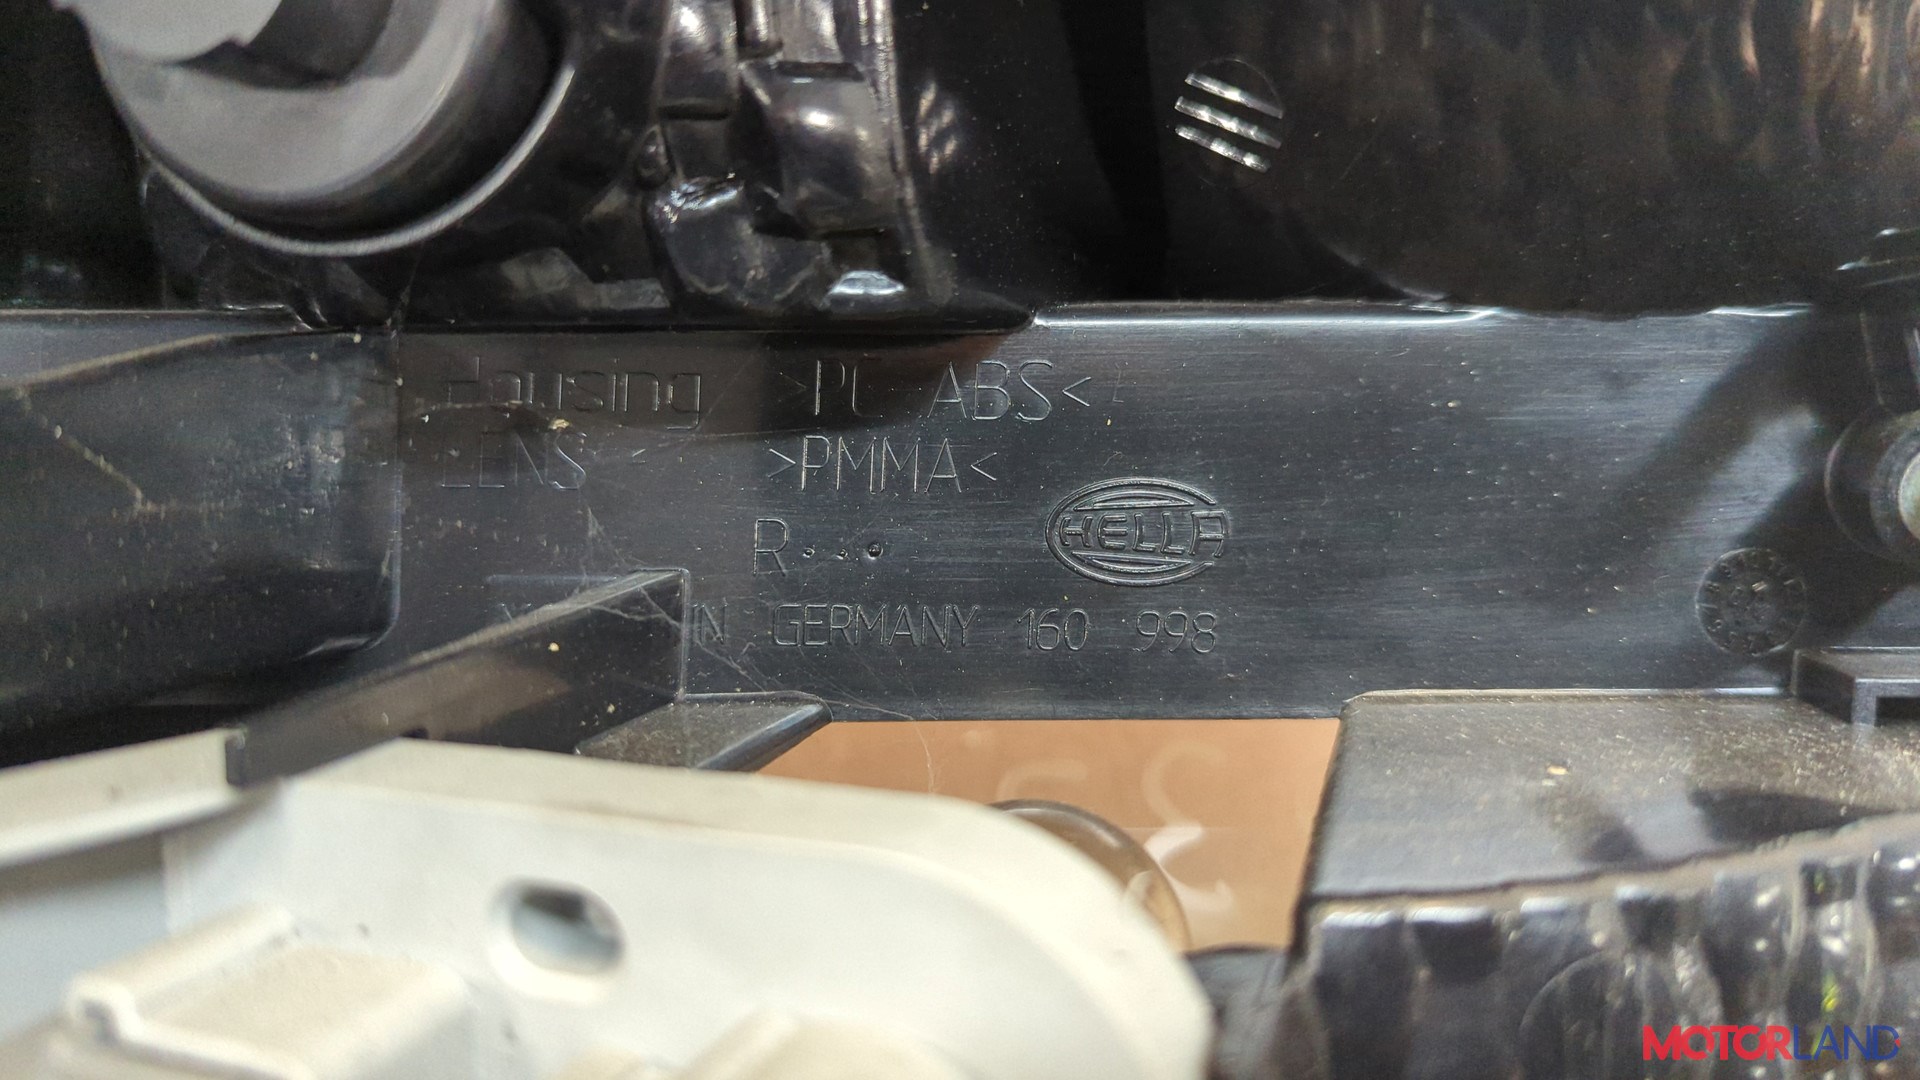 Housing >PC ABS<
LENS >PMMA<
R...
HELLA
IN GERMANY 160 998
MOTORLAND